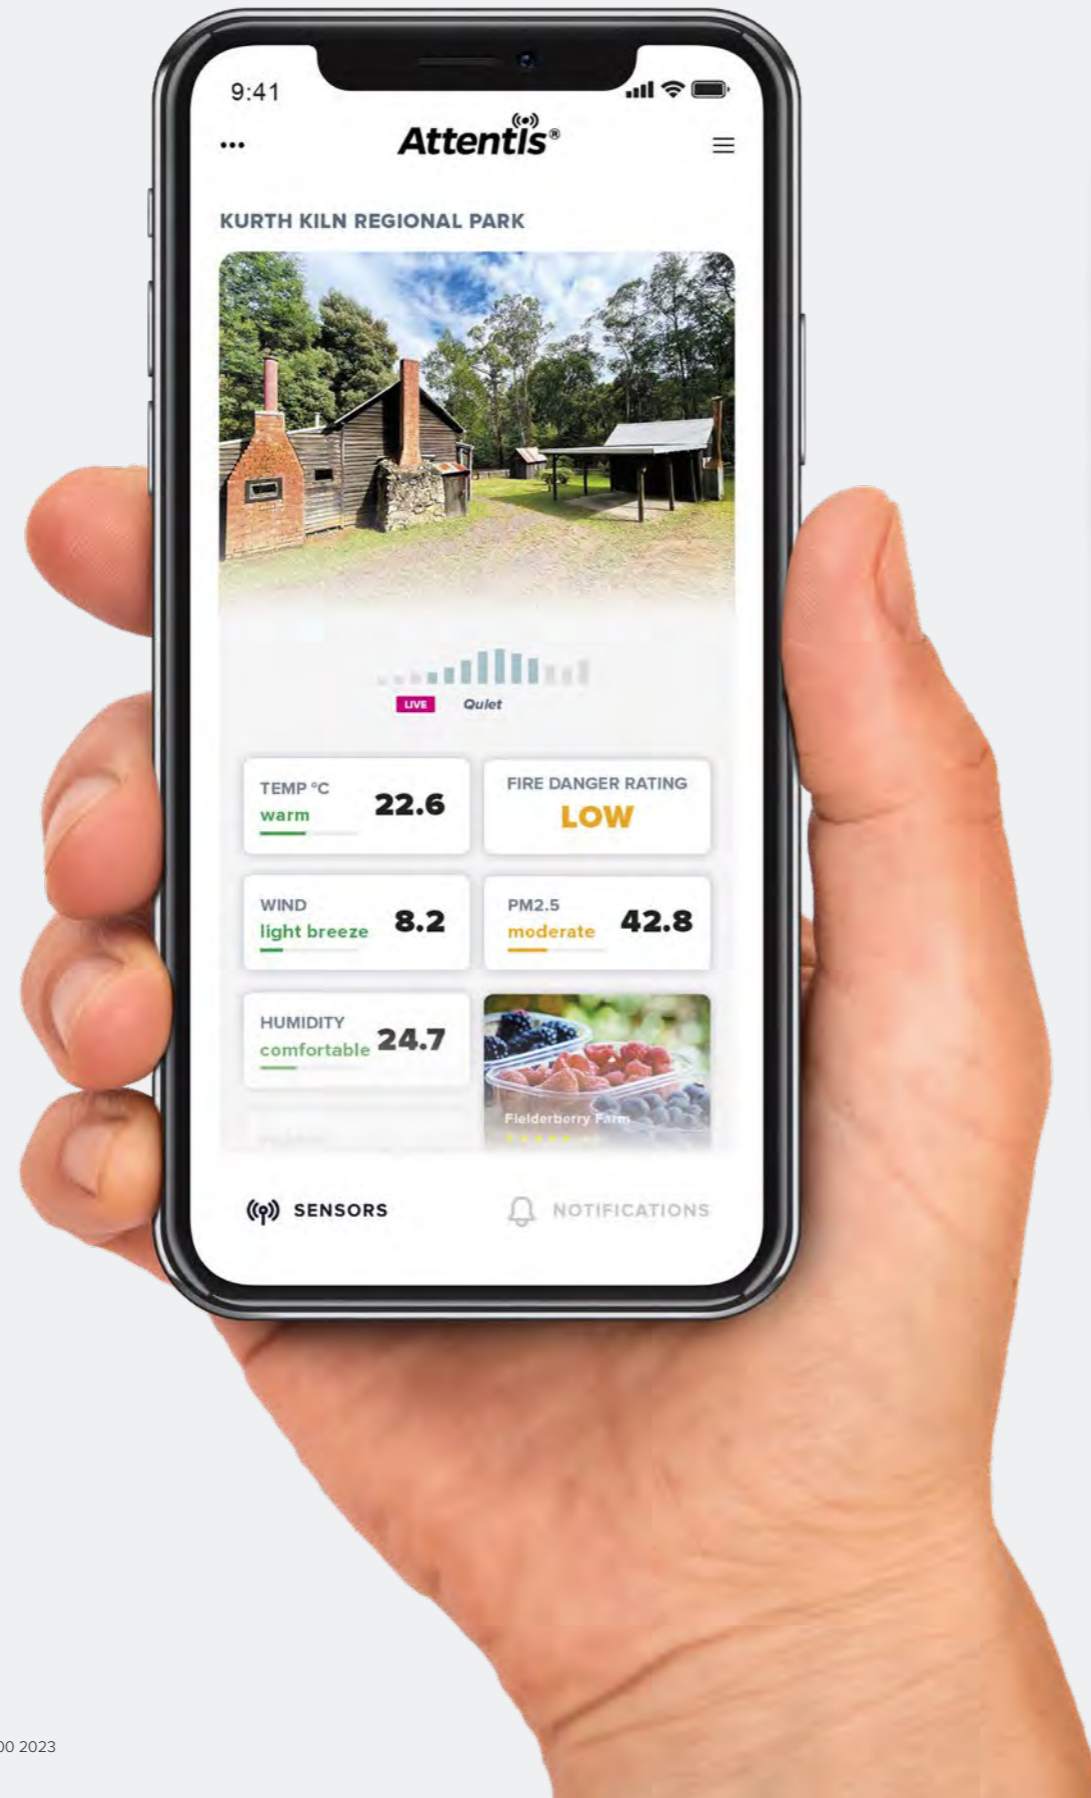 9:41
Attentis®
KURTH KILN REGIONAL PARK
LIVE Quiet
TEMP °C
warm
22.6
FIRE DANGER RATING
LOW
WIND
light breeze
8.2
PM2.5
moderate
42.8
HUMIDITY
comfortable
24.7
Fielderberry Farm
SENSORS
NOTIFICATIONS
00 2023